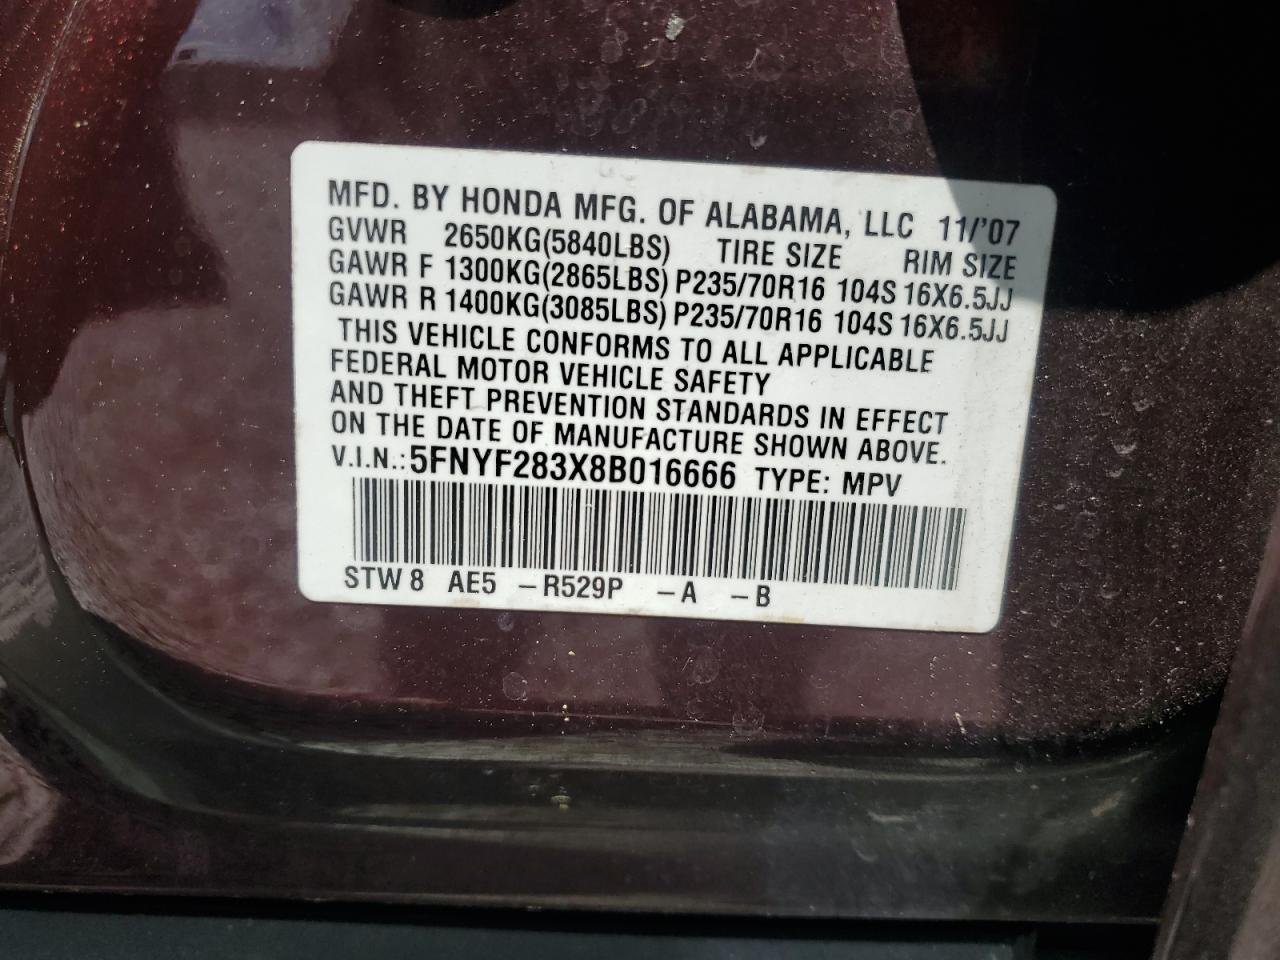 MFD. BY HONDA MFG. OF ALABAMA, LLC 11/'07
GVWR 2650KG(5840LBS) TIRE SIZE RIM SIZE
GAWR F 1300KG(2865LBS) P235/70R16 104S 16X6.5JJ
GAWR R 1400KG(3085LBS) P235/70R16 104S 16X6.5JJ
THIS VEHICLE CONFORMS TO ALL APPLICABLE
FEDERAL MOTOR VEHICLE SAFETY
AND THEFT PREVENTION STANDARDS IN EFFECT
ON THE DATE OF MANUFACTURE SHOWN ABOVE.
V.I.N.: 5FNYF283X8B016666 TYPE: MPV
STW 8 AE5 –R529P –A –B